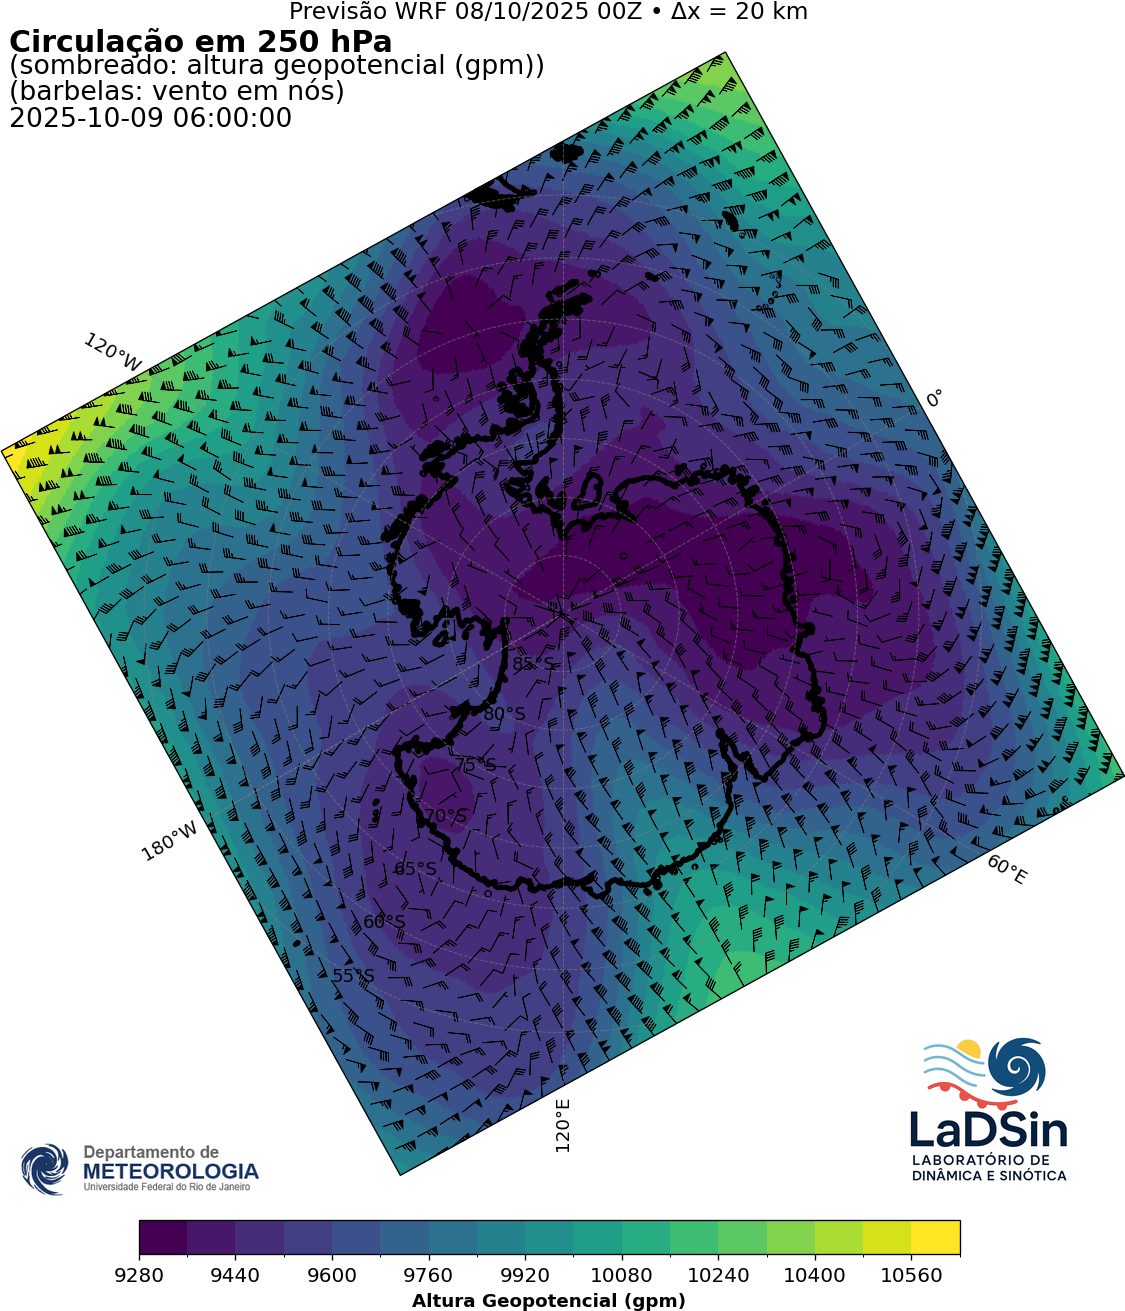 Previsão WRF 08/10/2025 00Z • Δx = 20 km
Circulação em 250 hPa
(sombreado: altura geopotencial (gpm))
(barbelas: vento em nós)
2025-10-09 06:00:00
120°W
0°
85°S
80°S
75°S
70°S
65°S
60°S
55°S
180°W
60°E
120°E
LaDSin
LABORATÓRIO DE
DINÂMICA E SINÓTICA
Departamento de
METEOROLOGIA
Universidade Federal do Rio de Janeiro
9280 9440 9600 9760 9920 10080 10240 10400 10560
Altura Geopotencial (gpm)